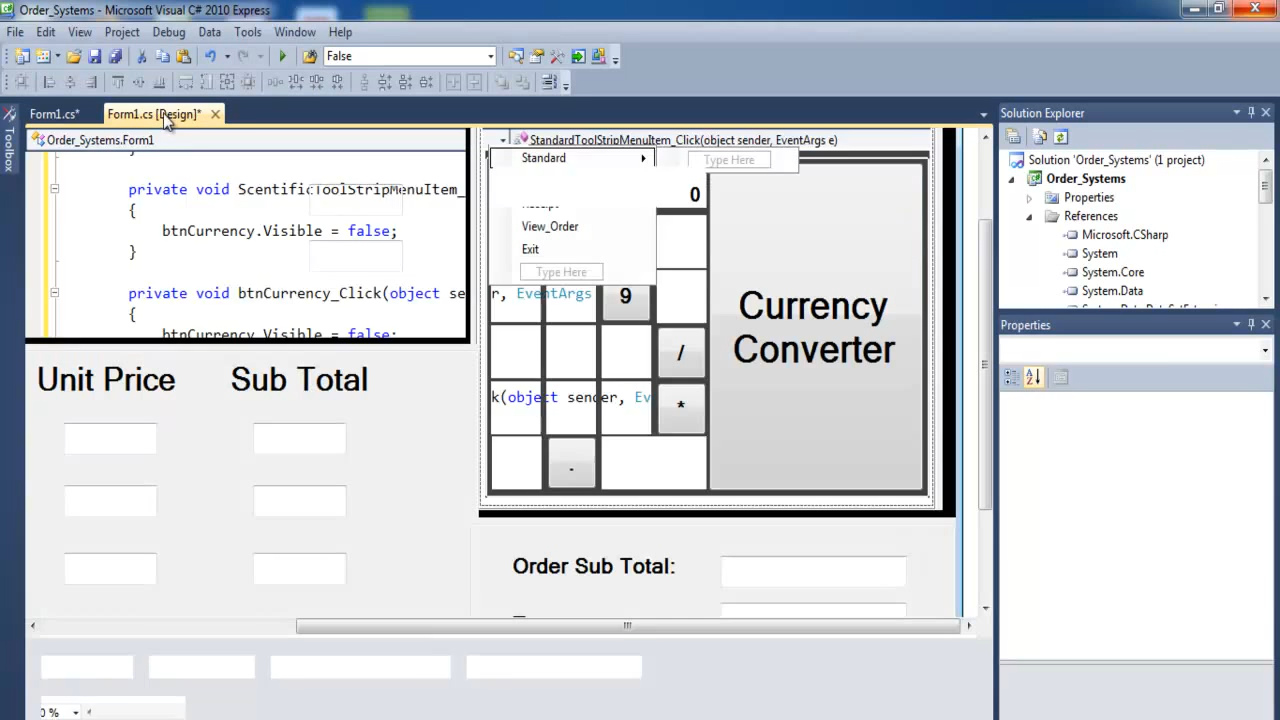 Order_Systems - Microsoft Visual C# 2010 Express
File Edit View Project Debug Data Tools Window Help
False
Form1.cs* Form1.cs [Design]*
Toolbox
Order_Systems.Form1
StandardToolStripMenuItem_Click(object sender, EventArgs e)
Standard
Type Here
0
private void ScentificToolStripMenuItem_
{
btnCurrency.Visible = false;
}
private void btnCurrency_Click(object se
{
btnCurrency.Visible = false;
View_Order
Exit
Type Here
r, EventArgs
9
/
k(object sender, Ev
*
.
Currency
Converter
Unit Price
Sub Total
Order Sub Total:
0 %
Solution Explorer
Solution 'Order_Systems' (1 project)
Order_Systems
Properties
References
Microsoft.CSharp
System
System.Core
System.Data
Properties